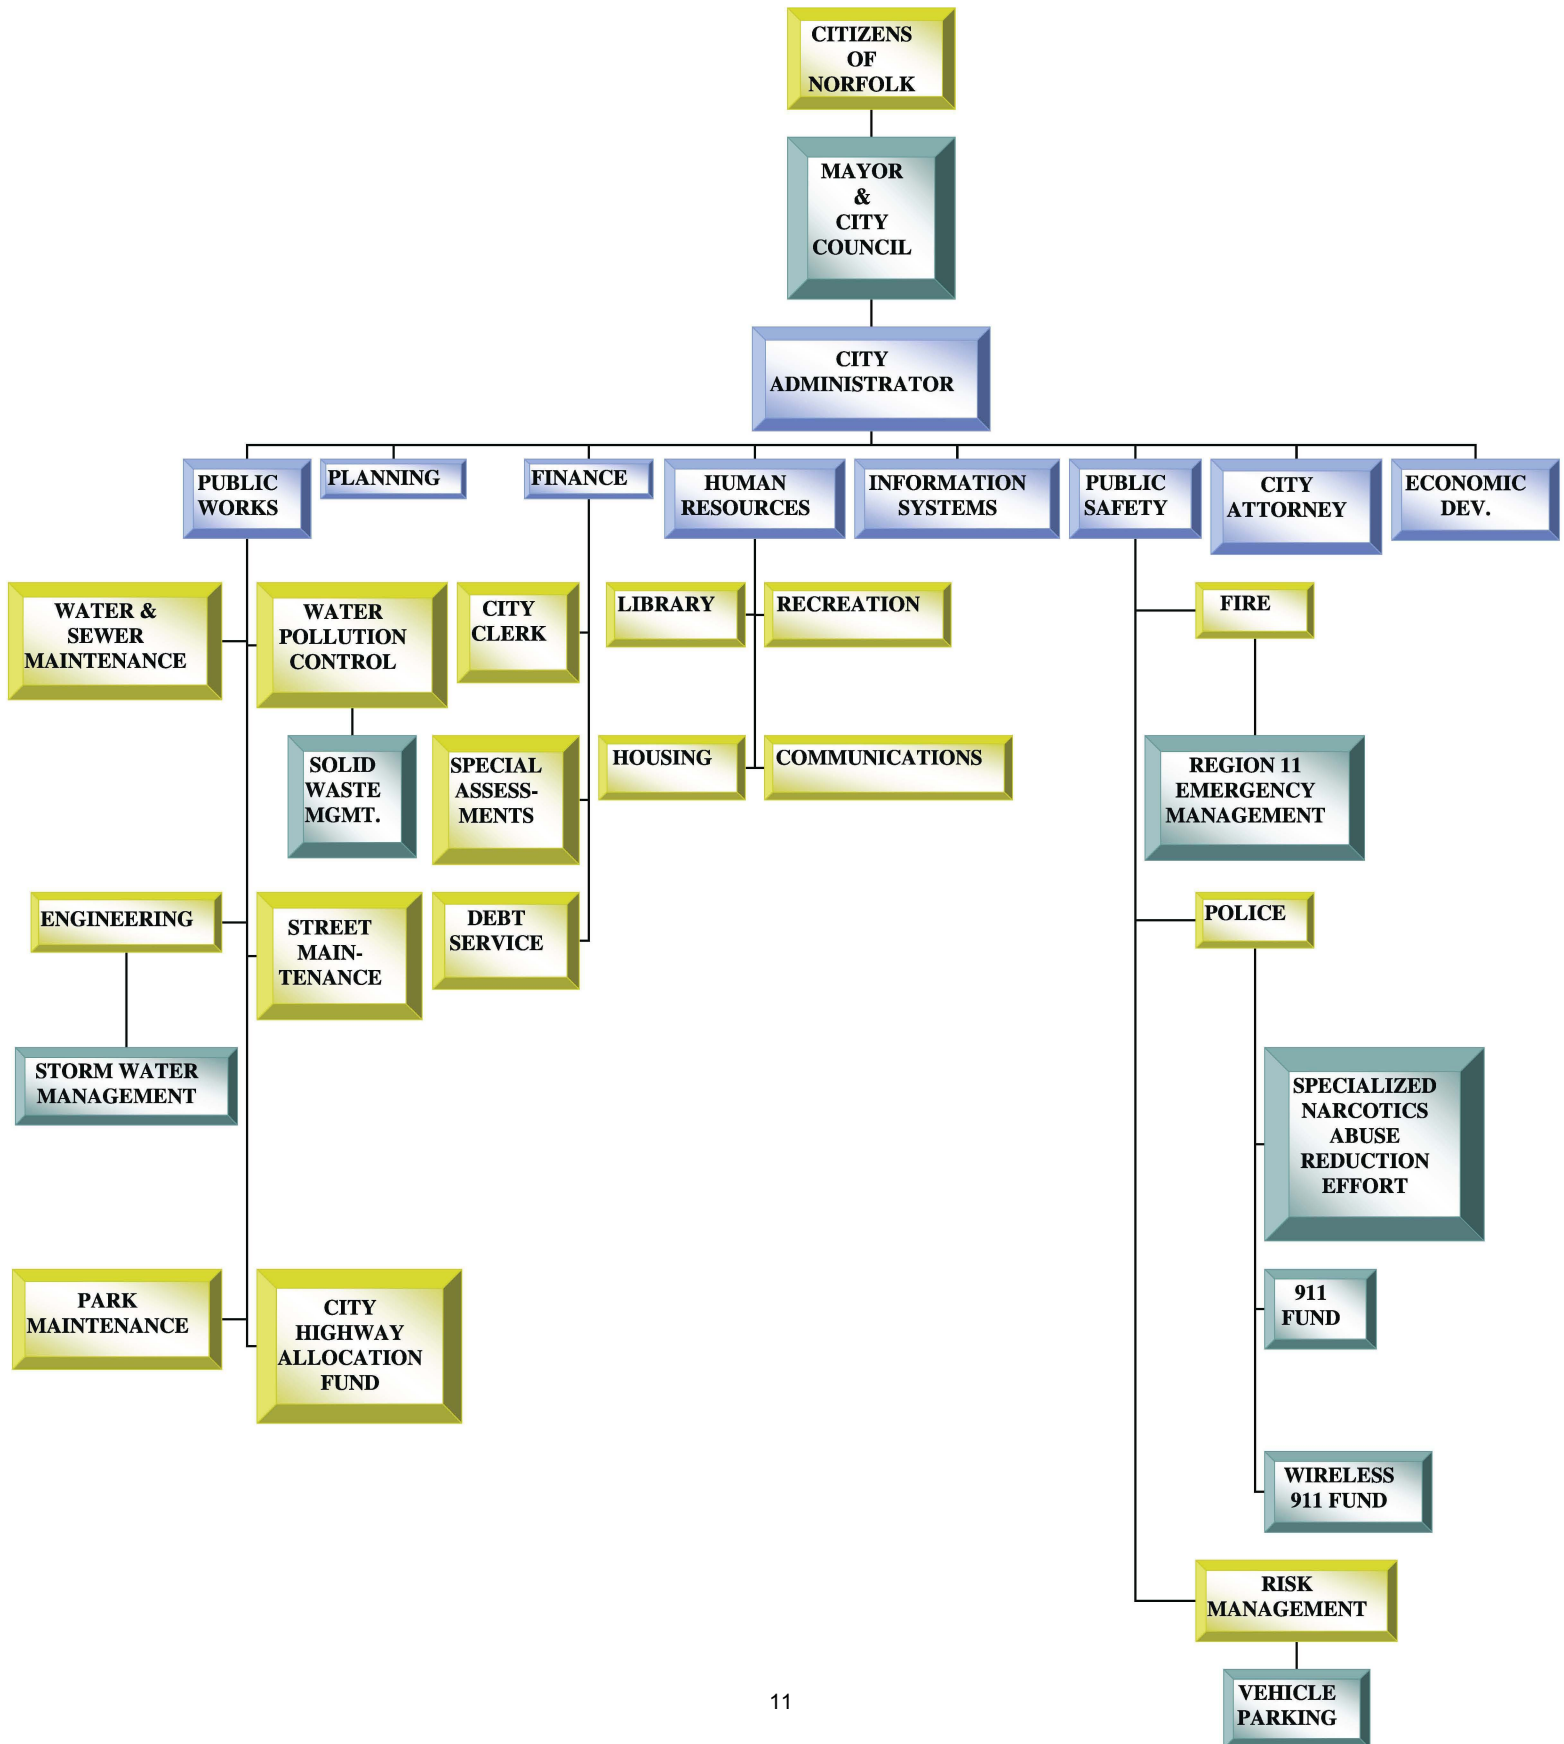 CITIZENS
OF
NORFOLK
MAYOR
&
CITY
COUNCIL
CITY
ADMINISTRATOR
PUBLIC
WORKS
PLANNING
FINANCE
HUMAN
RESOURCES
INFORMATION
SYSTEMS
PUBLIC
SAFETY
CITY
ATTORNEY
ECONOMIC
DEV.
WATER &
SEWER
MAINTENANCE
WATER
POLLUTION
CONTROL
CITY
CLERK
LIBRARY
RECREATION
FIRE
SOLID
WASTE
MGMT.
SPECIAL
ASSESS-
MENTS
HOUSING
COMMUNICATIONS
REGION 11
EMERGENCY
MANAGEMENT
ENGINEERING
STREET
MAIN-
TENANCE
DEBT
SERVICE
POLICE
STORM WATER
MANAGEMENT
SPECIALIZED
NARCOTICS
ABUSE
REDUCTION
EFFORT
PARK
MAINTENANCE
CITY
HIGHWAY
ALLOCATION
FUND
911
FUND
WIRELESS
911 FUND
RISK
MANAGEMENT
VEHICLE
PARKING
11